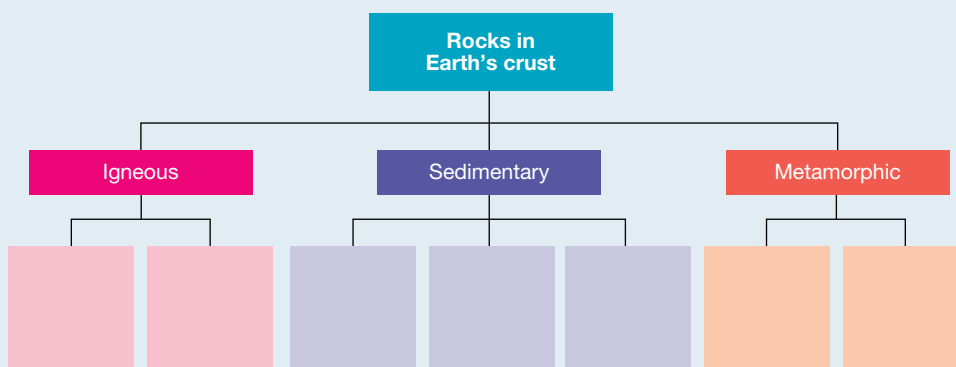 Rocks in
Earth's crust
Igneous
Sedimentary
Metamorphic